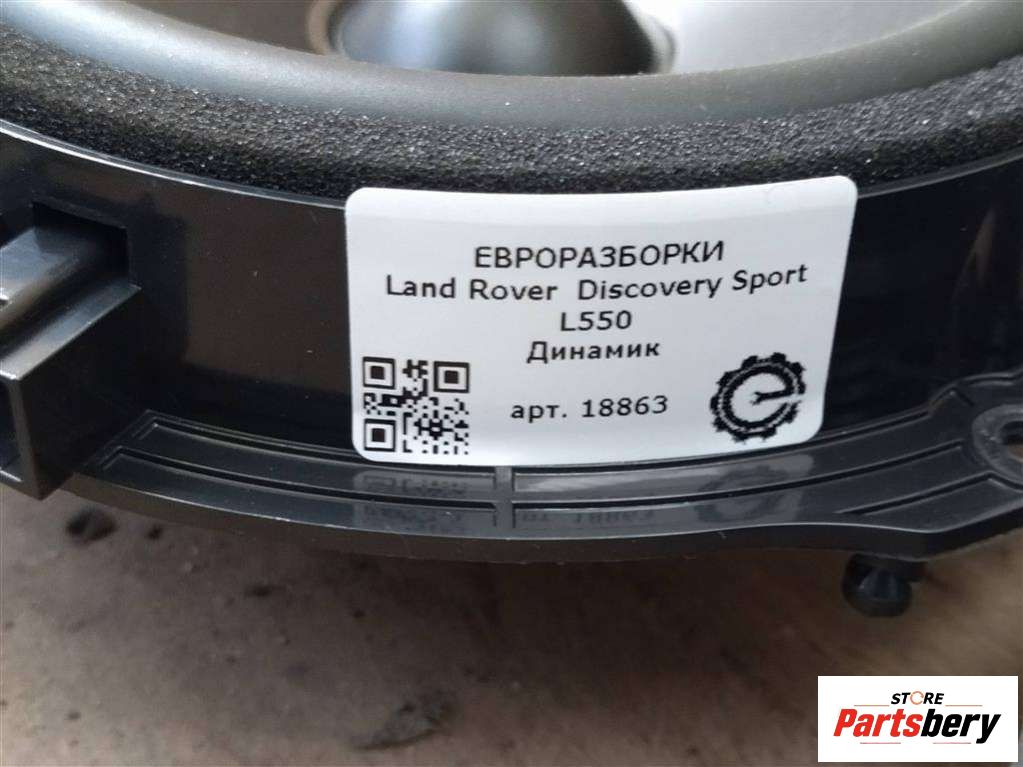 ЕВРОРАЗБОРКИ
Land Rover Discovery Sport
L550
Динамик
арт. 18863
STORE
Partsbery